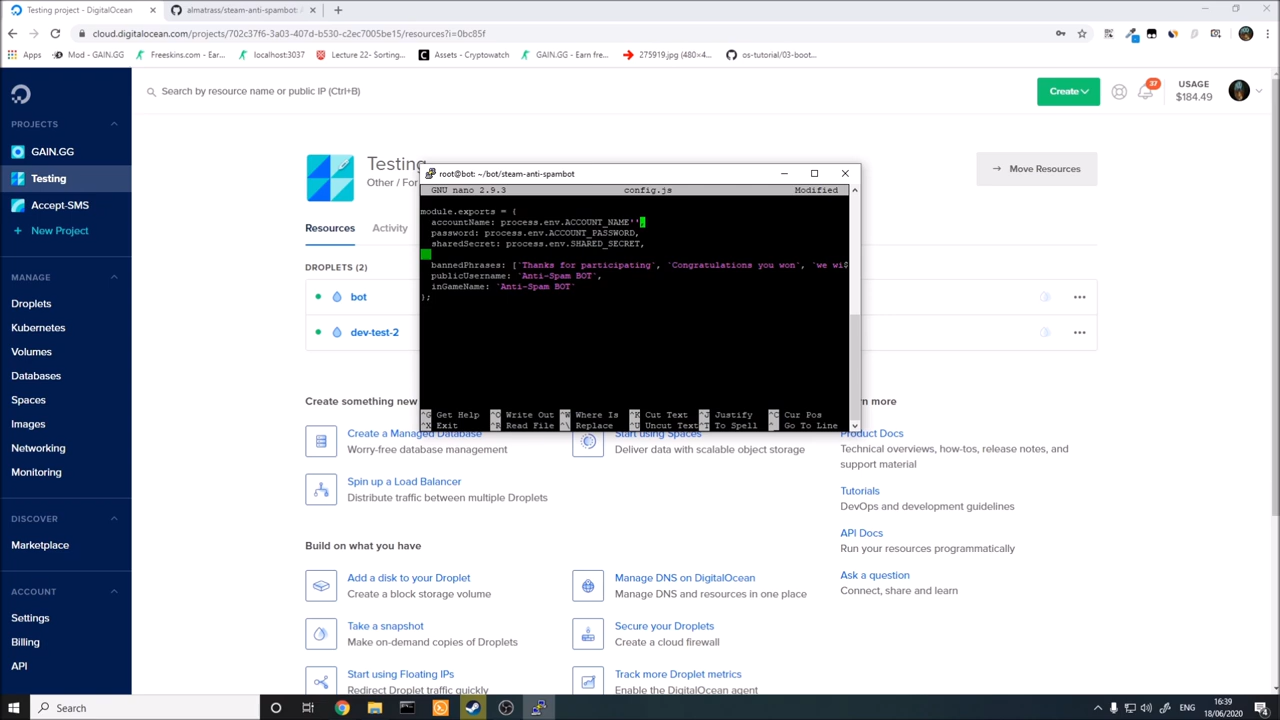 Testing project - DigitalOcean
almatrass/steam-anti-spambot: A
cloud.digitalocean.com/projects/702c37f6-3a03-407d-b530-c2ec7005be15/resources?i=0bc85f
Apps
Mod - GAIN.GG
Freeskins.com - Ear...
localhost:3037
Lecture 22- Sorting...
Assets - Cryptowatch
GAIN.GG - Earn fre...
275919.jpg (480×4...
os-tutorial/03-boot...
Search by resource name or public IP (Ctrl+B)
Create
37
USAGE
$184.49
PROJECTS
GAIN.GG
Testing
Accept-SMS
New Project
MANAGE
Droplets
Kubernetes
Volumes
Databases
Spaces
Images
Networking
Monitoring
DISCOVER
Marketplace
ACCOUNT
Settings
Billing
API
Testing
Other / For
Move Resources
Resources
Activity
DROPLETS (2)
bot
dev-test-2
root@bot: ~/bot/steam-anti-spambot
GNU nano 2.9.3 config.js Modified
module.exports = {
accountName: process.env.ACCOUNT_NAME''
password: process.env.ACCOUNT_PASSWORD,
sharedSecret: process.env.SHARED_SECRET,
bannedPhrases: [`Thanks for participating`, `Congratulations you won`, `we wi$
publicUsername: `Anti-Spam BOT`,
inGameName: `Anti-Spam BOT`
};
^G Get Help ^O Write Out ^W Where Is ^K Cut Text ^J Justify ^C Cur Pos
^X Exit ^R Read File ^\ Replace ^U Uncut Text ^T To Spell ^_ Go To Line
Create something new
Create a Managed Database
Worry-free database management
Spin up a Load Balancer
Distribute traffic between multiple Droplets
Start using Spaces
Deliver data with scalable object storage
Build on what you have
Add a disk to your Droplet
Create a block storage volume
Take a snapshot
Make on-demand copies of Droplets
Start using Floating IPs
Redirect Droplet traffic quickly
Manage DNS on DigitalOcean
Manage DNS and resources in one place
Secure your Droplets
Create a cloud firewall
Track more Droplet metrics
Enable the DigitalOcean agent
more
Product Docs
Technical overviews, how-tos, release notes, and
support material
Tutorials
DevOps and development guidelines
API Docs
Run your resources programmatically
Ask a question
Connect, share and learn
Search
ENG
16:39
18/06/2020
4